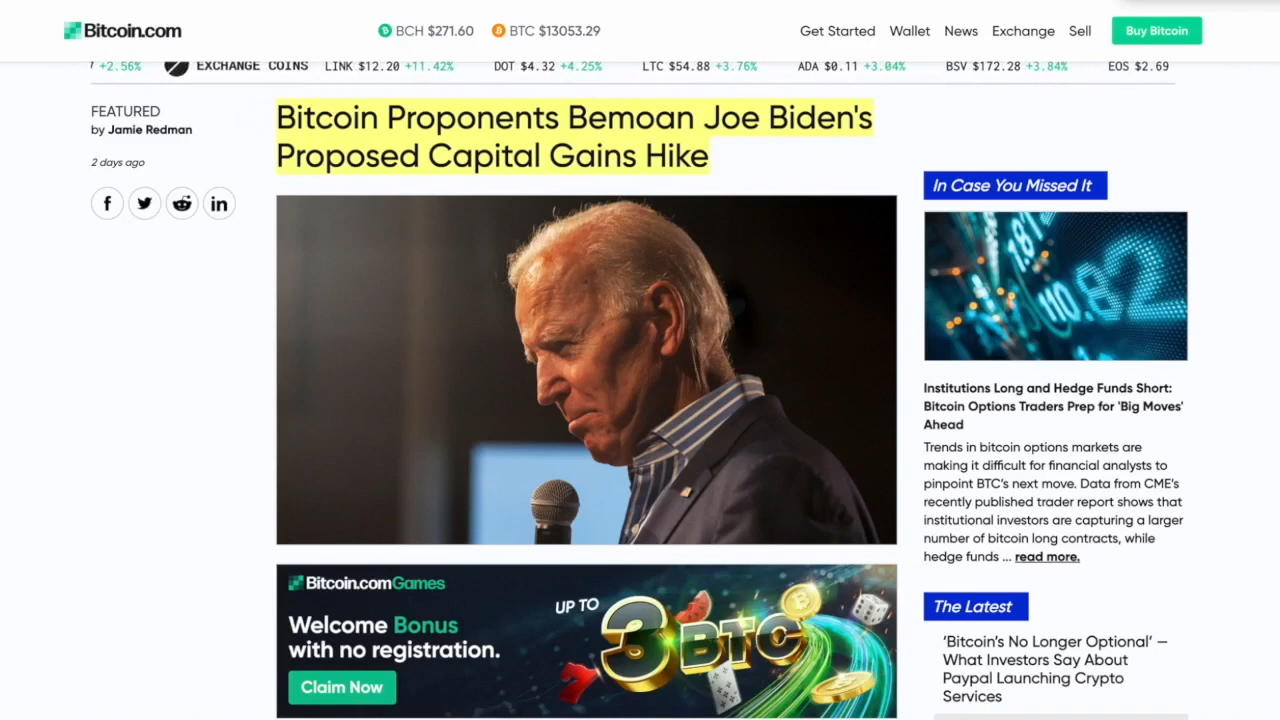 Bitcoin.com
BCH $271.60
BTC $13053.29
Get Started
Wallet
News
Exchange
Sell
Buy Bitcoin
+2.56%
EXCHANGE COINS
LINK $12.20 +11.42%
DOT $4.32 +4.25%
LTC $54.88 +3.76%
ADA $0.11 +3.04%
BSV $172.28 +3.84%
EOS $2.69
FEATURED
by Jamie Redman
2 days ago
Bitcoin Proponents Bemoan Joe Biden's
Proposed Capital Gains Hike
Bitcoin.comGames
Welcome Bonus
with no registration.
Claim Now
UP TO
3 BTC
In Case You Missed It
Institutions Long and Hedge Funds Short:
Bitcoin Options Traders Prep for 'Big Moves'
Ahead
Trends in bitcoin options markets are
making it difficult for financial analysts to
pinpoint BTC's next move. Data from CME's
recently published trader report shows that
institutional investors are capturing a larger
number of bitcoin long contracts, while
hedge funds ... read more.
The Latest
‘Bitcoin's No Longer Optional’ —
What Investors Say About
Paypal Launching Crypto
Services